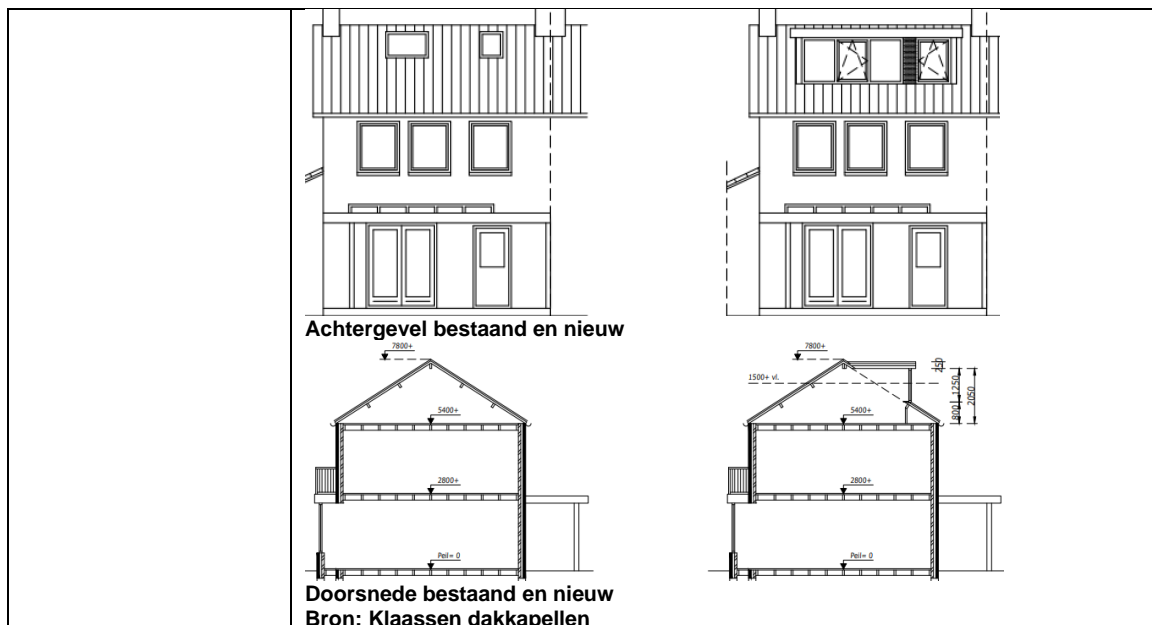 Achtergevel bestaand en nieuw
7800+
5400+
2800+
Peil= 0
7800+
1500+ vl.
250
1250
2050
800
5400+
2800+
Peil= 0
Doorsnede bestaand en nieuw
Bron: Klaassen dakkapellen